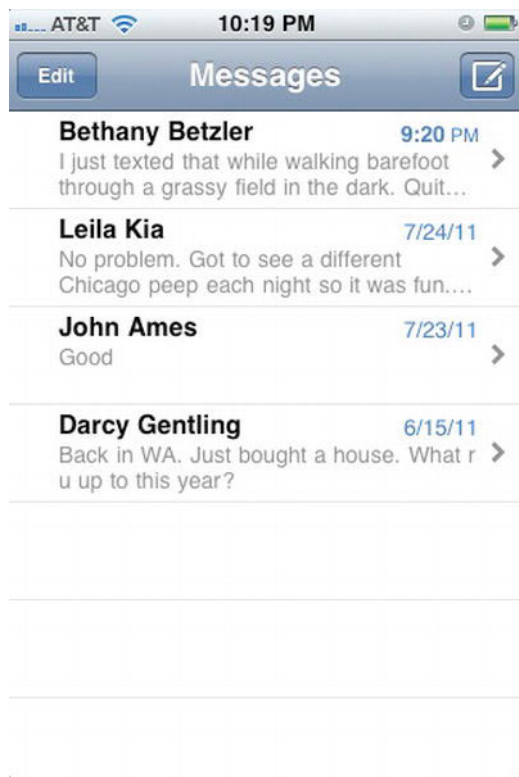 AT&T 10:19 PM
Edit Messages
Bethany Betzler 9:20 PM
I just texted that while walking barefoot
through a grassy field in the dark. Quit...
Leila Kia 7/24/11
No problem. Got to see a different
Chicago peep each night so it was fun....
John Ames 7/23/11
Good
Darcy Gentling 6/15/11
Back in WA. Just bought a house. What r
u up to this year?